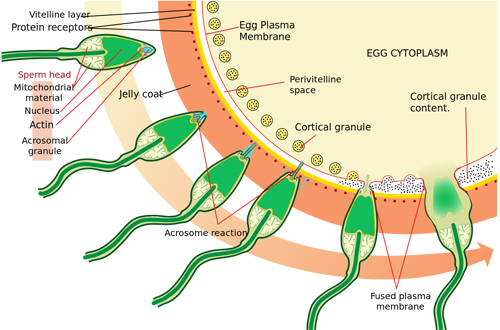 Vitelline layer
Protein receptors
Egg Plasma
Membrane
EGG CYTOPLASM
Sperm head
Mitochondrial
material
Nucleus
Actin
Acrosomal
granule
Jelly coat
Perivitelline
space
Cortical granule
Cortical granule
content.
Acrosome reaction
Fused plasma
membrane